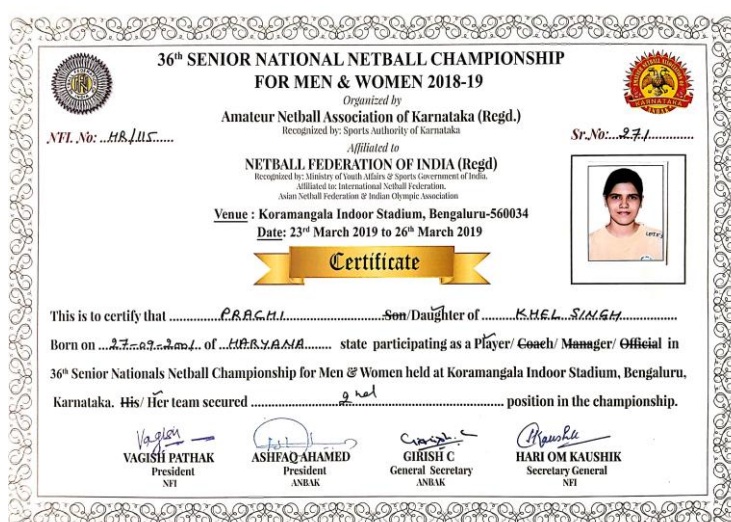 36th SENIOR NATIONAL NETBALL CHAMPIONSHIP
FOR MEN & WOMEN 2018-19
Organized by
Amateur Netball Association of Karnataka (Regd.)
Recognized by: Sports Authority of Karnataka
NFI. No: HR/115
Sr.No: 271
Affiliated to
NETBALL FEDERATION OF INDIA (Regd)
Recognized by: Ministry of Youth Affairs & Sports Government of India.
Affiliated to: International Netball Federation.
Asian Netball Federation & Indian Olympic Association
Venue : Koramangala Indoor Stadium, Bengaluru-560034
Date: 23rd March 2019 to 26th March 2019
Certificate
This is to certify that PRACHI Son/Daughter of KHEL SINGH
Born on 27-09-2001 of HARYANA state participating as a Player/ Coach/ Manager/ Official in
36th Senior Nationals Netball Championship for Men & Women held at Koramangala Indoor Stadium, Bengaluru,
Karnataka. His/ Her team secured 2nd position in the championship.
VAGISH PATHAK
President
NFI
ASHFAQ AHAMED
President
ANBAK
GIRISH C
General Secretary
ANBAK
HARI OM KAUSHIK
Secretary General
NFI